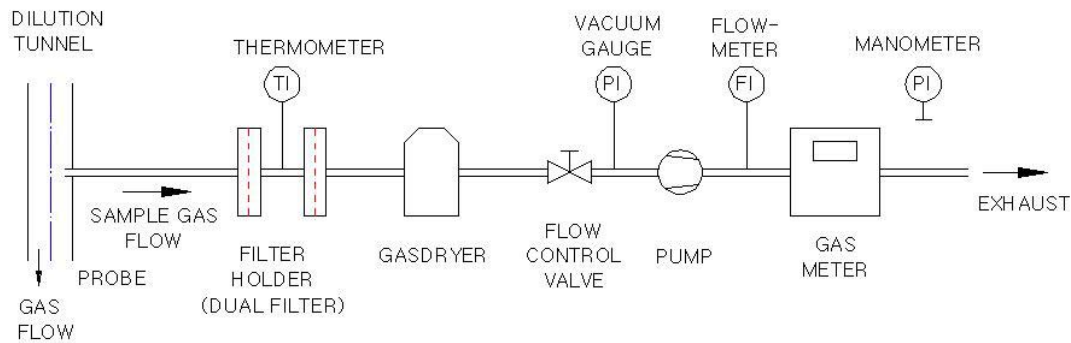 DILUTION
TUNNEL
THERMOMETER
TI
VACUUM
GAUGE
PI
FLOW-
METER
FI
MANOMETER
PI
SAMPLE GAS
FLOW
PROBE
GAS
FLOW
FILTER
HOLDER
(DUAL FILTER)
GASDRYER
FLOW
CONTROL
VALVE
PUMP
GAS
METER
EXHAUST